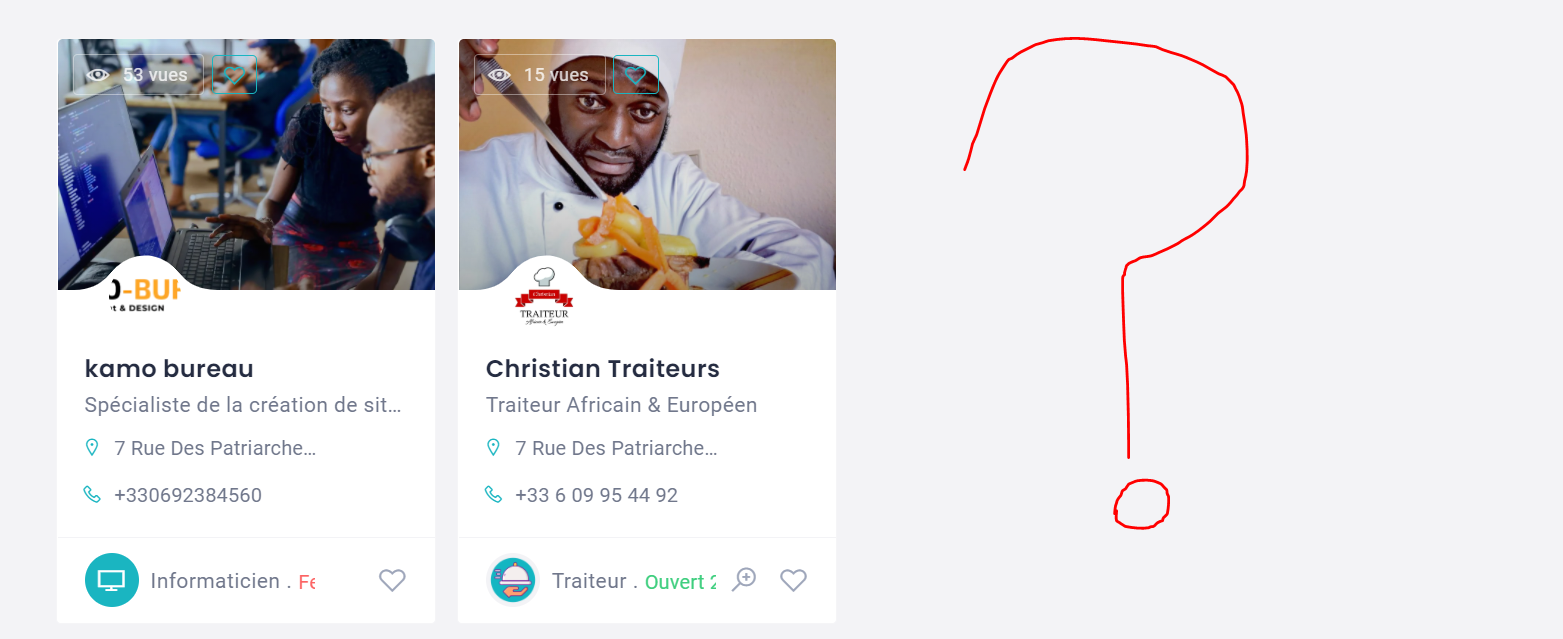 53 vues
15 vues
O-BUR
t & DESIGN
Christian
TRAITEUR
Africain & Européen
kamo bureau
Christian Traiteurs
Spécialiste de la création de sit...
Traiteur Africain & Européen
7 Rue Des Patriarche...
7 Rue Des Patriarche...
+330692384560
+33 6 09 95 44 92
Informaticien . Fe
Traiteur . Ouvert 2
?